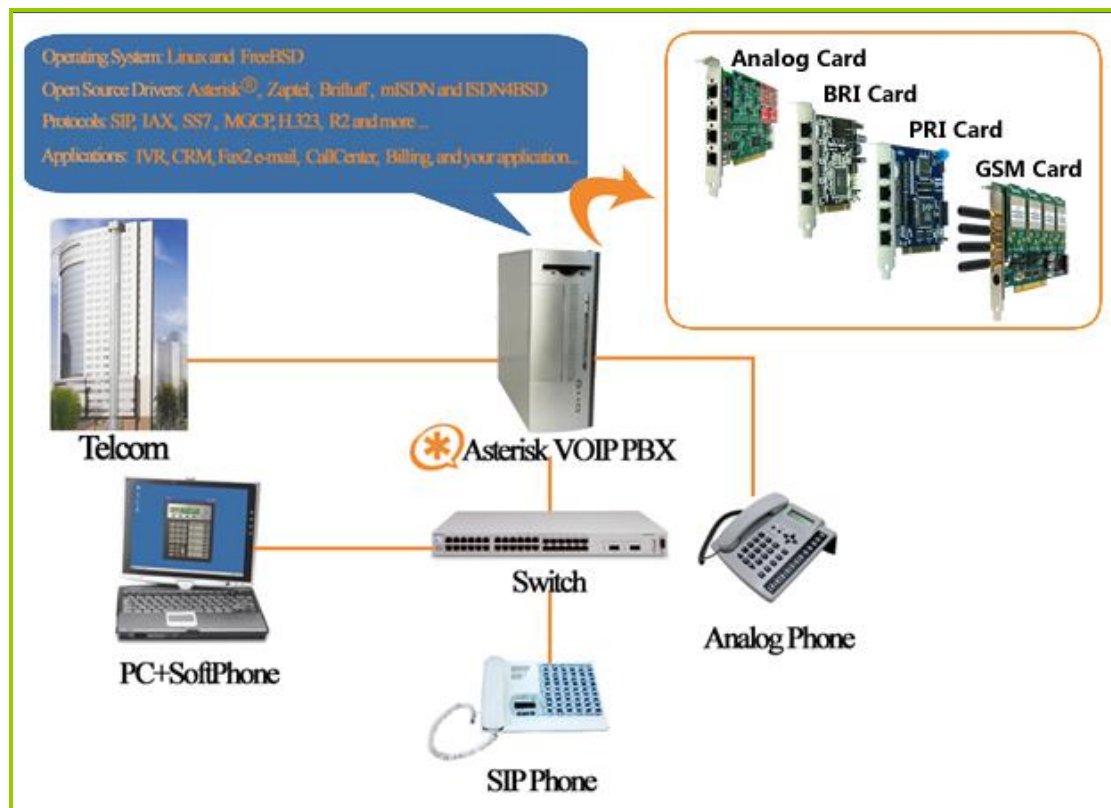 Operating System: Linux and FreeBSD
Open Source Drivers: Asterisk®, Zaptel, Brifluff, mISDN and ISDN4BSD
Protocols: SIP, IAX, SS7, MGCP, H.323, R2 and more ...
Applications: IVR, CRM, Fax2 e-mail, CallCenter, Billing, and your application...
Analog Card
BRI Card
PRI Card
GSM Card
Telcom
Asterisk VOIP PBX
Switch
Analog Phone
PC+SoftPhone
SIP Phone